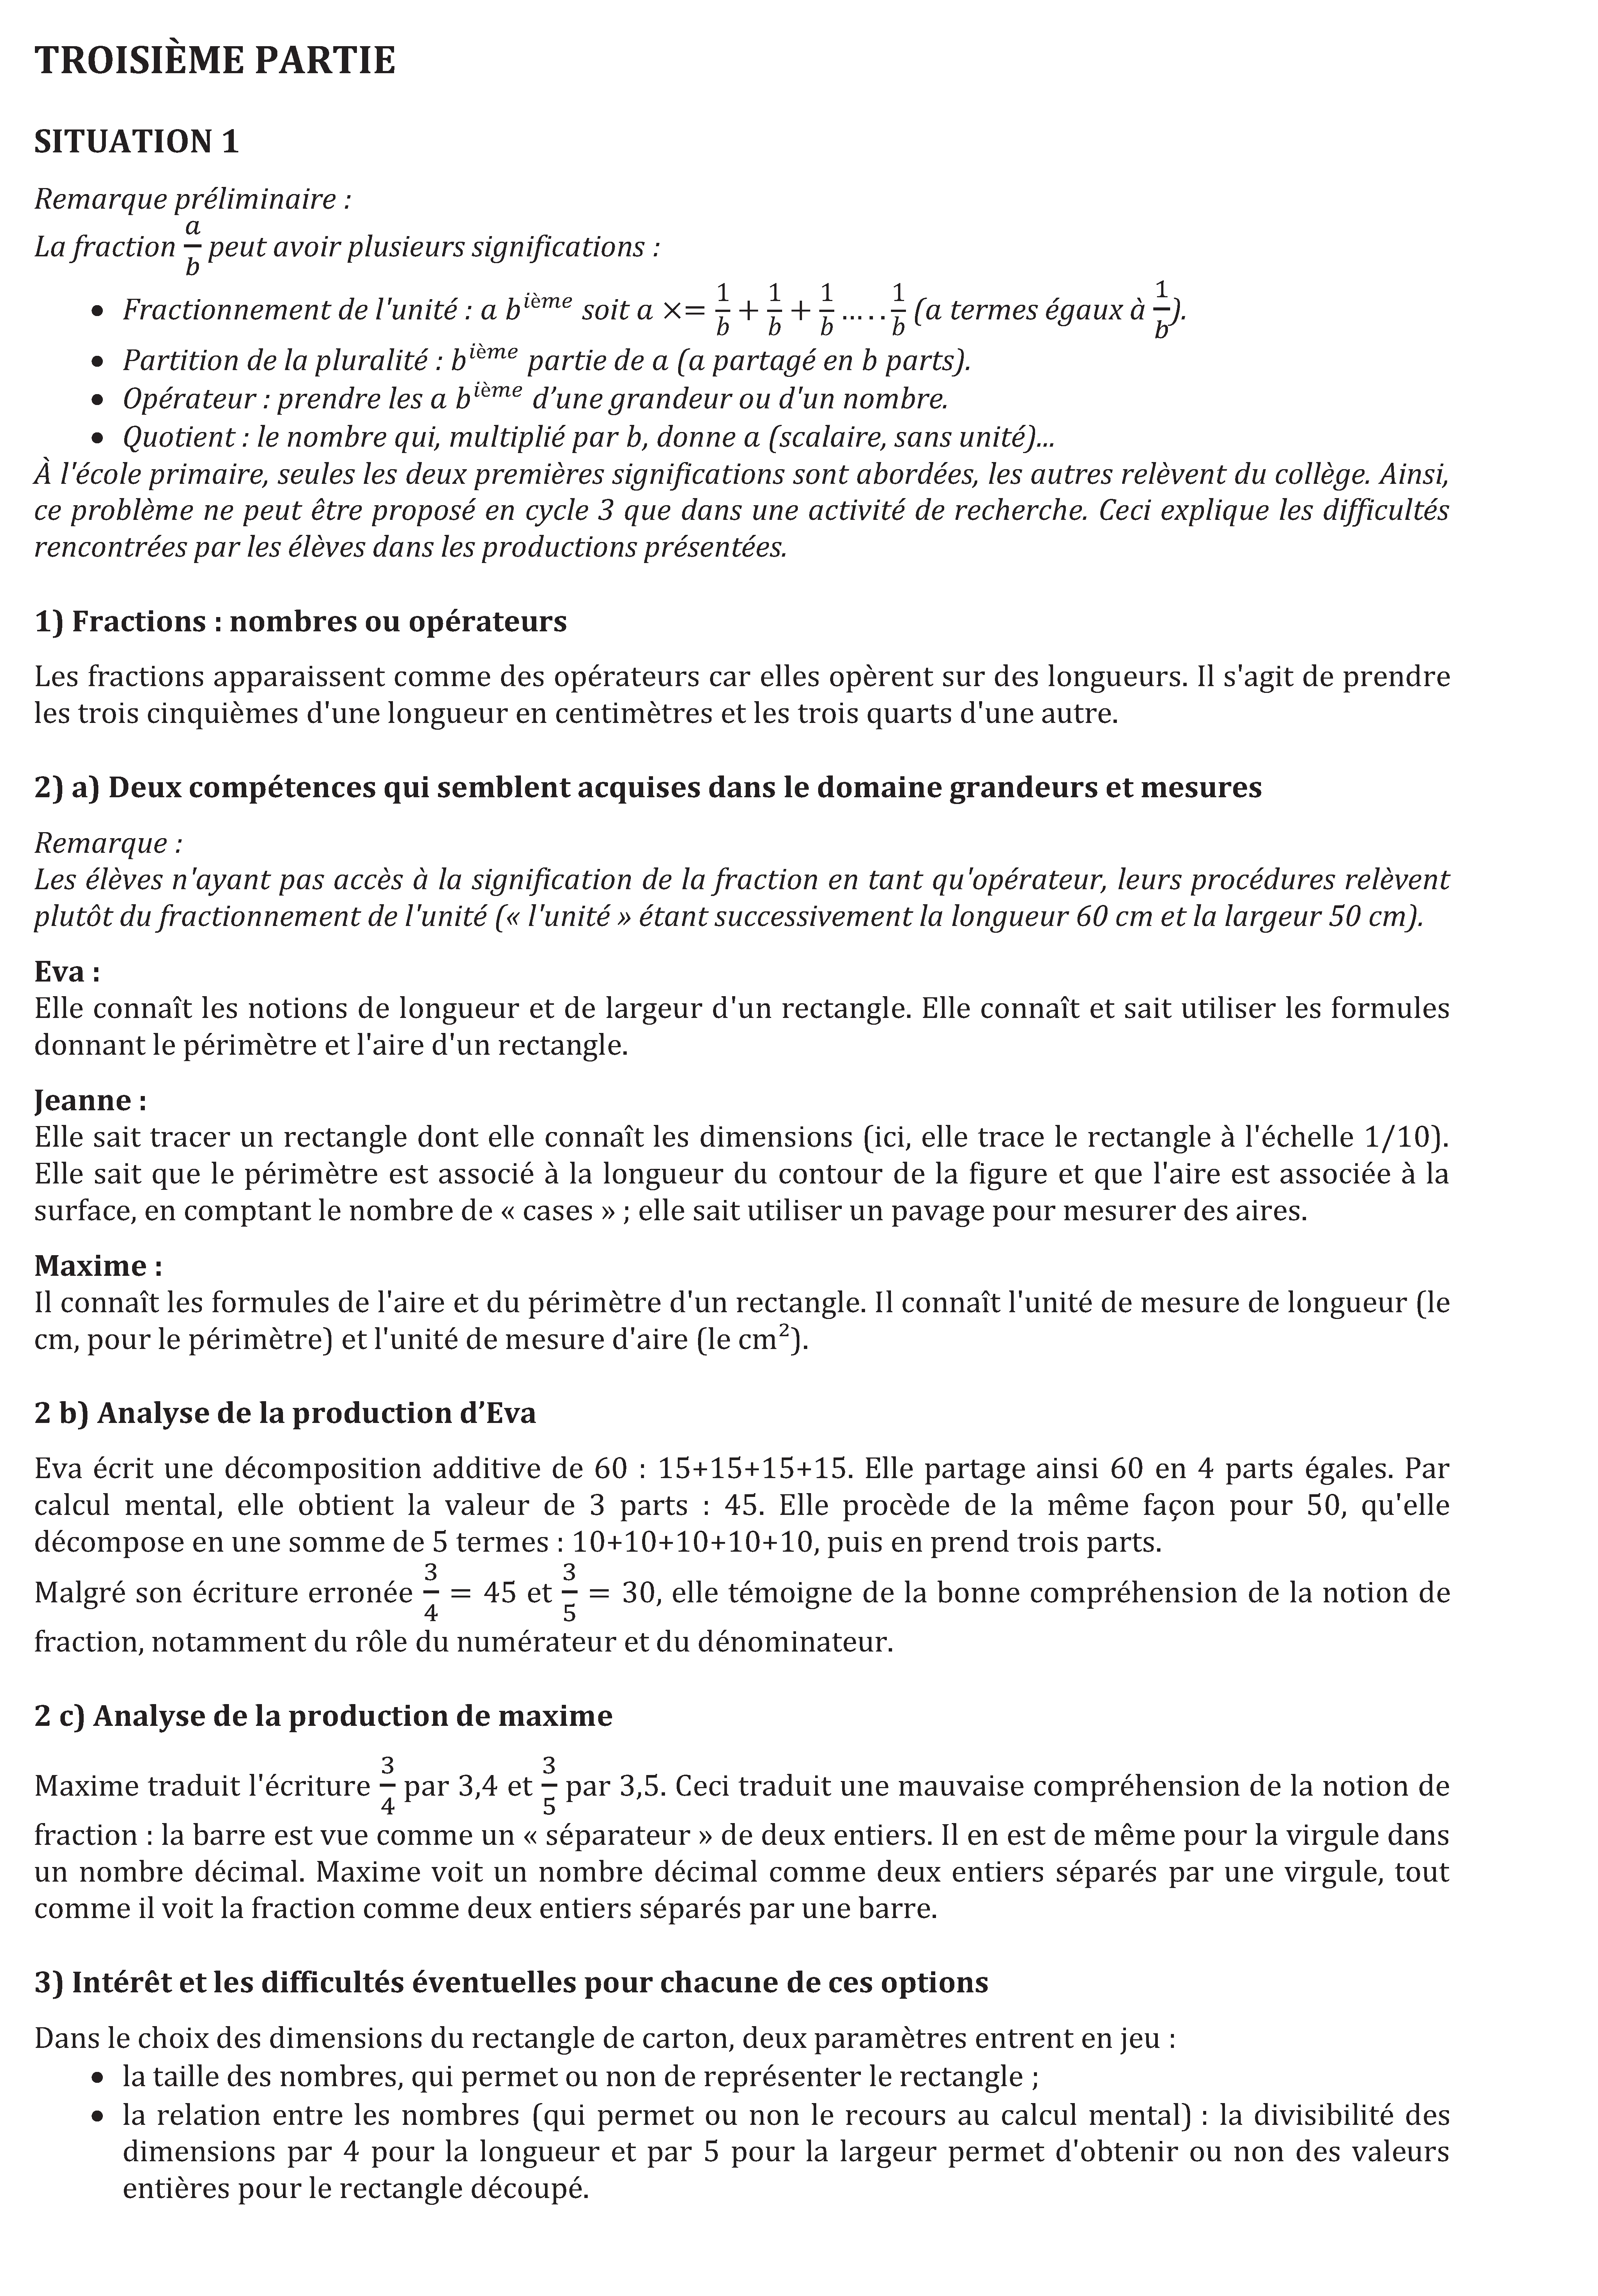 TROISIÈME PARTIE
SITUATION 1
Remarque préliminaire :
La fraction a/b peut avoir plusieurs significations :
• Fractionnement de l'unité : a b^ième soit a ×= 1/b + 1/b + 1/b ... . . 1/b (a termes égaux à 1/b).
• Partition de la pluralité : b^ième partie de a (a partagé en b parts).
• Opérateur : prendre les a b^ième d’une grandeur ou d'un nombre.
• Quotient : le nombre qui, multiplié par b, donne a (scalaire, sans unité)...
À l'école primaire, seules les deux premières significations sont abordées, les autres relèvent du collège. Ainsi,
ce problème ne peut être proposé en cycle 3 que dans une activité de recherche. Ceci explique les difficultés
rencontrées par les élèves dans les productions présentées.
1) Fractions : nombres ou opérateurs
Les fractions apparaissent comme des opérateurs car elles opèrent sur des longueurs. Il s'agit de prendre
les trois cinquièmes d'une longueur en centimètres et les trois quarts d'une autre.
2) a) Deux compétences qui semblent acquises dans le domaine grandeurs et mesures
Remarque :
Les élèves n'ayant pas accès à la signification de la fraction en tant qu'opérateur, leurs procédures relèvent
plutôt du fractionnement de l'unité (« l'unité » étant successivement la longueur 60 cm et la largeur 50 cm).
Eva :
Elle connaît les notions de longueur et de largeur d'un rectangle. Elle connaît et sait utiliser les formules
donnant le périmètre et l'aire d'un rectangle.
Jeanne :
Elle sait tracer un rectangle dont elle connaît les dimensions (ici, elle trace le rectangle à l'échelle 1/10).
Elle sait que le périmètre est associé à la longueur du contour de la figure et que l'aire est associée à la
surface, en comptant le nombre de « cases » ; elle sait utiliser un pavage pour mesurer des aires.
Maxime :
Il connaît les formules de l'aire et du périmètre d'un rectangle. Il connaît l'unité de mesure de longueur (le
cm, pour le périmètre) et l'unité de mesure d'aire (le cm²).
2 b) Analyse de la production d’Eva
Eva écrit une décomposition additive de 60 : 15+15+15+15. Elle partage ainsi 60 en 4 parts égales. Par
calcul mental, elle obtient la valeur de 3 parts : 45. Elle procède de la même façon pour 50, qu'elle
décompose en une somme de 5 termes : 10+10+10+10+10, puis en prend trois parts.
Malgré son écriture erronée 3/4 = 45 et 3/5 = 30, elle témoigne de la bonne compréhension de la notion de
fraction, notamment du rôle du numérateur et du dénominateur.
2 c) Analyse de la production de maxime
Maxime traduit l'écriture 3/4 par 3,4 et 3/5 par 3,5. Ceci traduit une mauvaise compréhension de la notion de
fraction : la barre est vue comme un « séparateur » de deux entiers. Il en est de même pour la virgule dans
un nombre décimal. Maxime voit un nombre décimal comme deux entiers séparés par une virgule, tout
comme il voit la fraction comme deux entiers séparés par une barre.
3) Intérêt et les difficultés éventuelles pour chacune de ces options
Dans le choix des dimensions du rectangle de carton, deux paramètres entrent en jeu :
• la taille des nombres, qui permet ou non de représenter le rectangle ;
• la relation entre les nombres (qui permet ou non le recours au calcul mental) : la divisibilité des
dimensions par 4 pour la longueur et par 5 pour la largeur permet d'obtenir ou non des valeurs
entières pour le rectangle découpé.